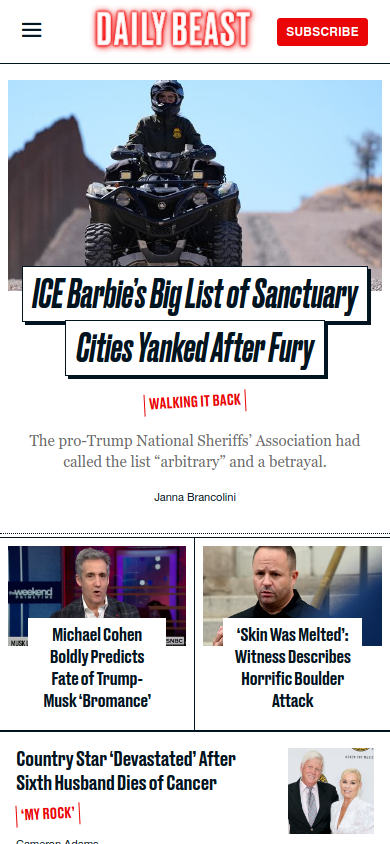 DAILY BEAST
SUBSCRIBE
ICE Barbie’s Big List of Sanctuary
Cities Yanked After Fury
WALKING IT BACK
The pro-Trump National Sheriffs’ Association had
called the list “arbitrary” and a betrayal.
Janna Brancolini
weekend
MUSK
SNBC
Michael Cohen
Boldly Predicts
Fate of Trump-
Musk ‘Bromance’
‘Skin Was Melted’:
Witness Describes
Horrific Boulder
Attack
Country Star ‘Devastated’ After
Sixth Husband Dies of Cancer
‘MY ROCK’
Cameron Adams